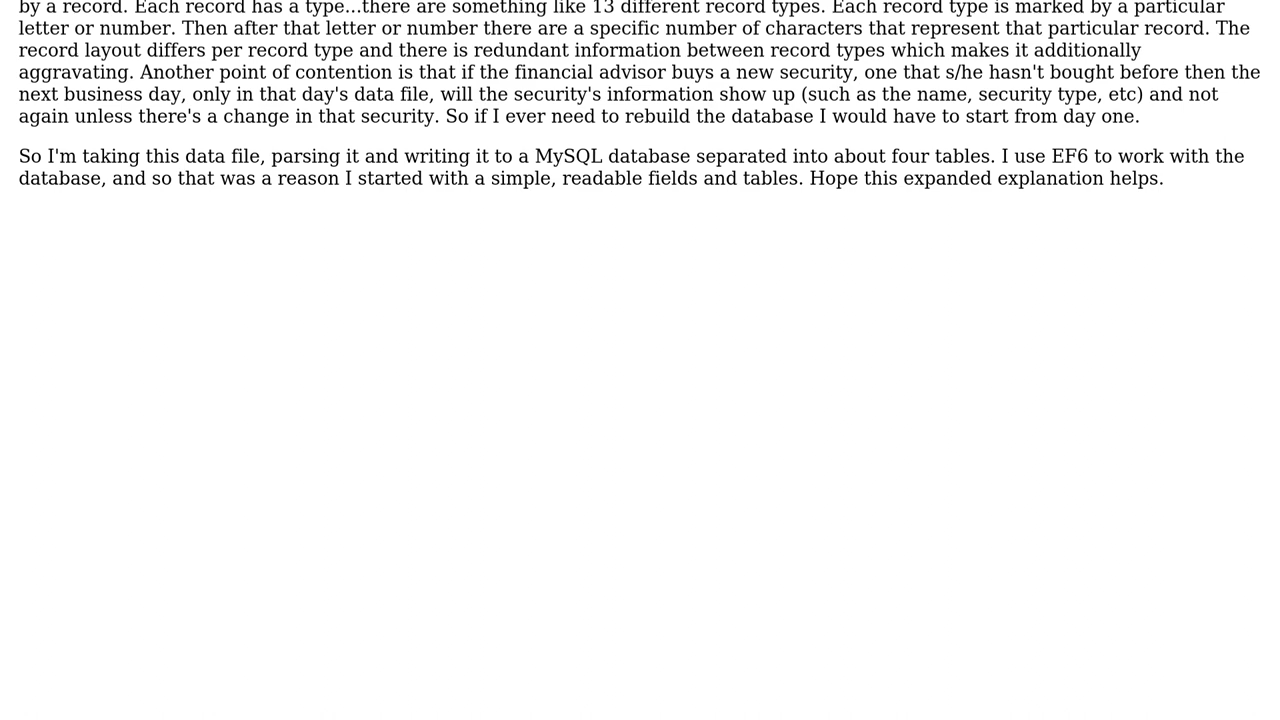 by a record. Each record has a type...there are something like 13 different record types. Each record type is marked by a particular
letter or number. Then after that letter or number there are a specific number of characters that represent that particular record. The
record layout differs per record type and there is redundant information between record types which makes it additionally
aggravating. Another point of contention is that if the financial advisor buys a new security, one that s/he hasn't bought before then the
next business day, only in that day's data file, will the security's information show up (such as the name, security type, etc) and not
again unless there's a change in that security. So if I ever need to rebuild the database I would have to start from day one.
So I'm taking this data file, parsing it and writing it to a MySQL database separated into about four tables. I use EF6 to work with the
database, and so that was a reason I started with a simple, readable fields and tables. Hope this expanded explanation helps.